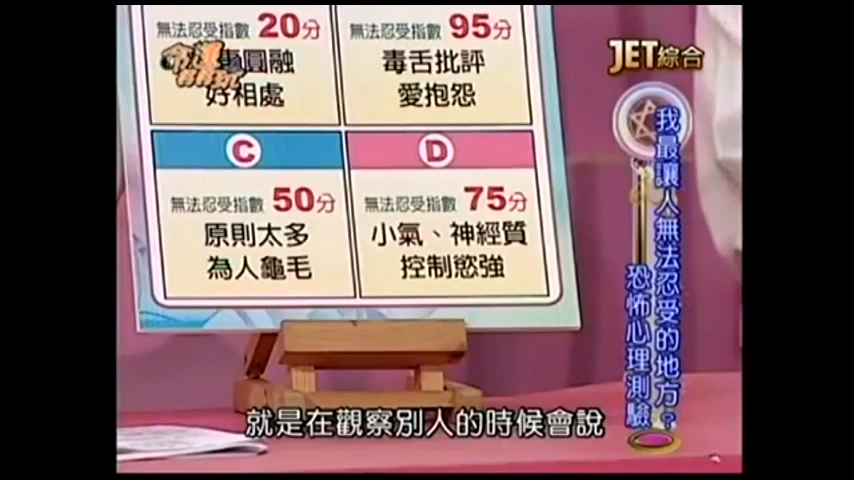 無法忍受指數 20分
圓融
好相處
無法忍受指數 95分
毒舌批評
愛抱怨
C
無法忍受指數 50分
原則太多
為人龜毛
D
無法忍受指數 75分
小氣、神經質
控制慾強
命運好好玩
JET綜合
我最讓人無法忍受的地方?
恐怖心理測驗
就是在觀察別人的時候會說